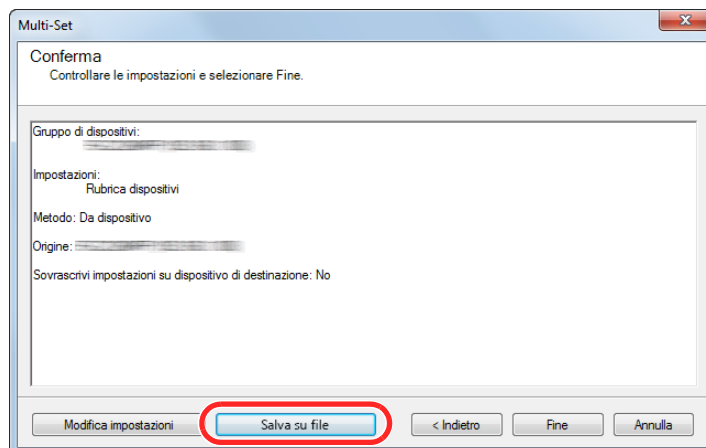 Multi-Set
Conferma
Controllare le impostazioni e selezionare Fine.
Gruppo di dispositivi:
Impostazioni:
Rubrica dispositivi
Metodo: Da dispositivo
Origine:
Sovrascrivi impostazioni su dispositivo di destinazione: No
Modifica impostazioni Salva su file < Indietro Fine Annulla